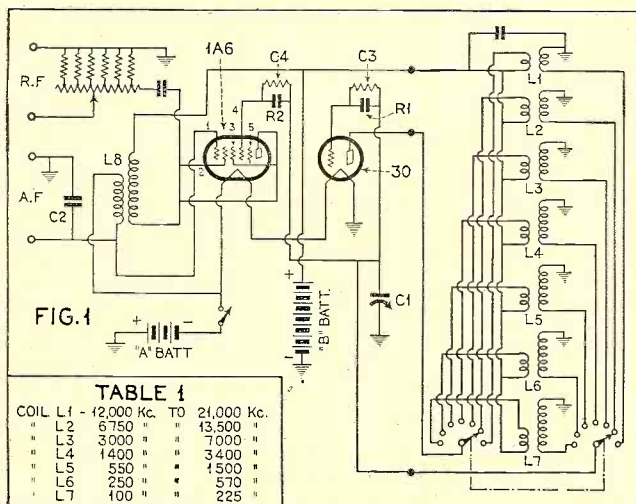 1A6
C4
C3
R.F
4
R2
R1
1
3
5
2
30
L8
A.F
C2
+
C1
"B" BATT.
-
FIG.1
+ -
"A" BATT
L1
L2
L3
L4
L5
L6
L7
TABLE 1
COIL L1 - 12,000 Kc. TO 21,000 Kc.
" L2 6750 " 13,500 "
" L3 3000 " 7000 "
" L4 1400 " 3400 "
" L5 550 " 1500 "
" L6 250 " 570 "
" L7 100 " 225 "